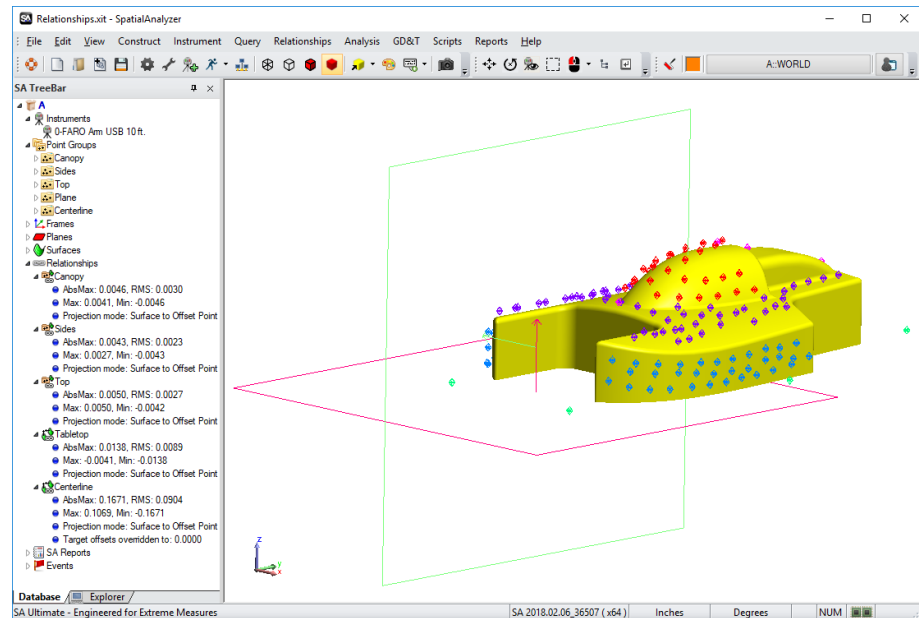 Relationships.xit - SpatialAnalyzer
File Edit View Construct Instrument Query Relationships Analysis GD&T Scripts Reports Help
A::WORLD
SA TreeBar
A
Instruments
0-FARO Arm USB 10 ft.
Point Groups
Canopy
Sides
Top
Plane
Centerline
Frames
Planes
Surfaces
Relationships
Canopy
AbsMax: 0.0046, RMS: 0.0030
Max: 0.0041, Min: -0.0046
Projection mode: Surface to Offset Point
Sides
AbsMax: 0.0043, RMS: 0.0023
Max: 0.0027, Min: -0.0043
Projection mode: Surface to Offset Point
Top
AbsMax: 0.0050, RMS: 0.0027
Max: 0.0050, Min: -0.0042
Projection mode: Surface to Offset Point
Tabletop
AbsMax: 0.0138, RMS: 0.0089
Max: -0.0041, Min: -0.0138
Projection mode: Surface to Offset Point
Centerline
AbsMax: 0.1671, RMS: 0.0904
Max: 0.1069, Min: -0.1671
Projection mode: Surface to Offset Point
Target offsets overridden to: 0.0000
SA Reports
Events
Z
Y
X
Database Explorer
SA Ultimate - Engineered for Extreme Measures
SA 2018.02.06_36507 ( x64 )
Inches
Degrees
NUM